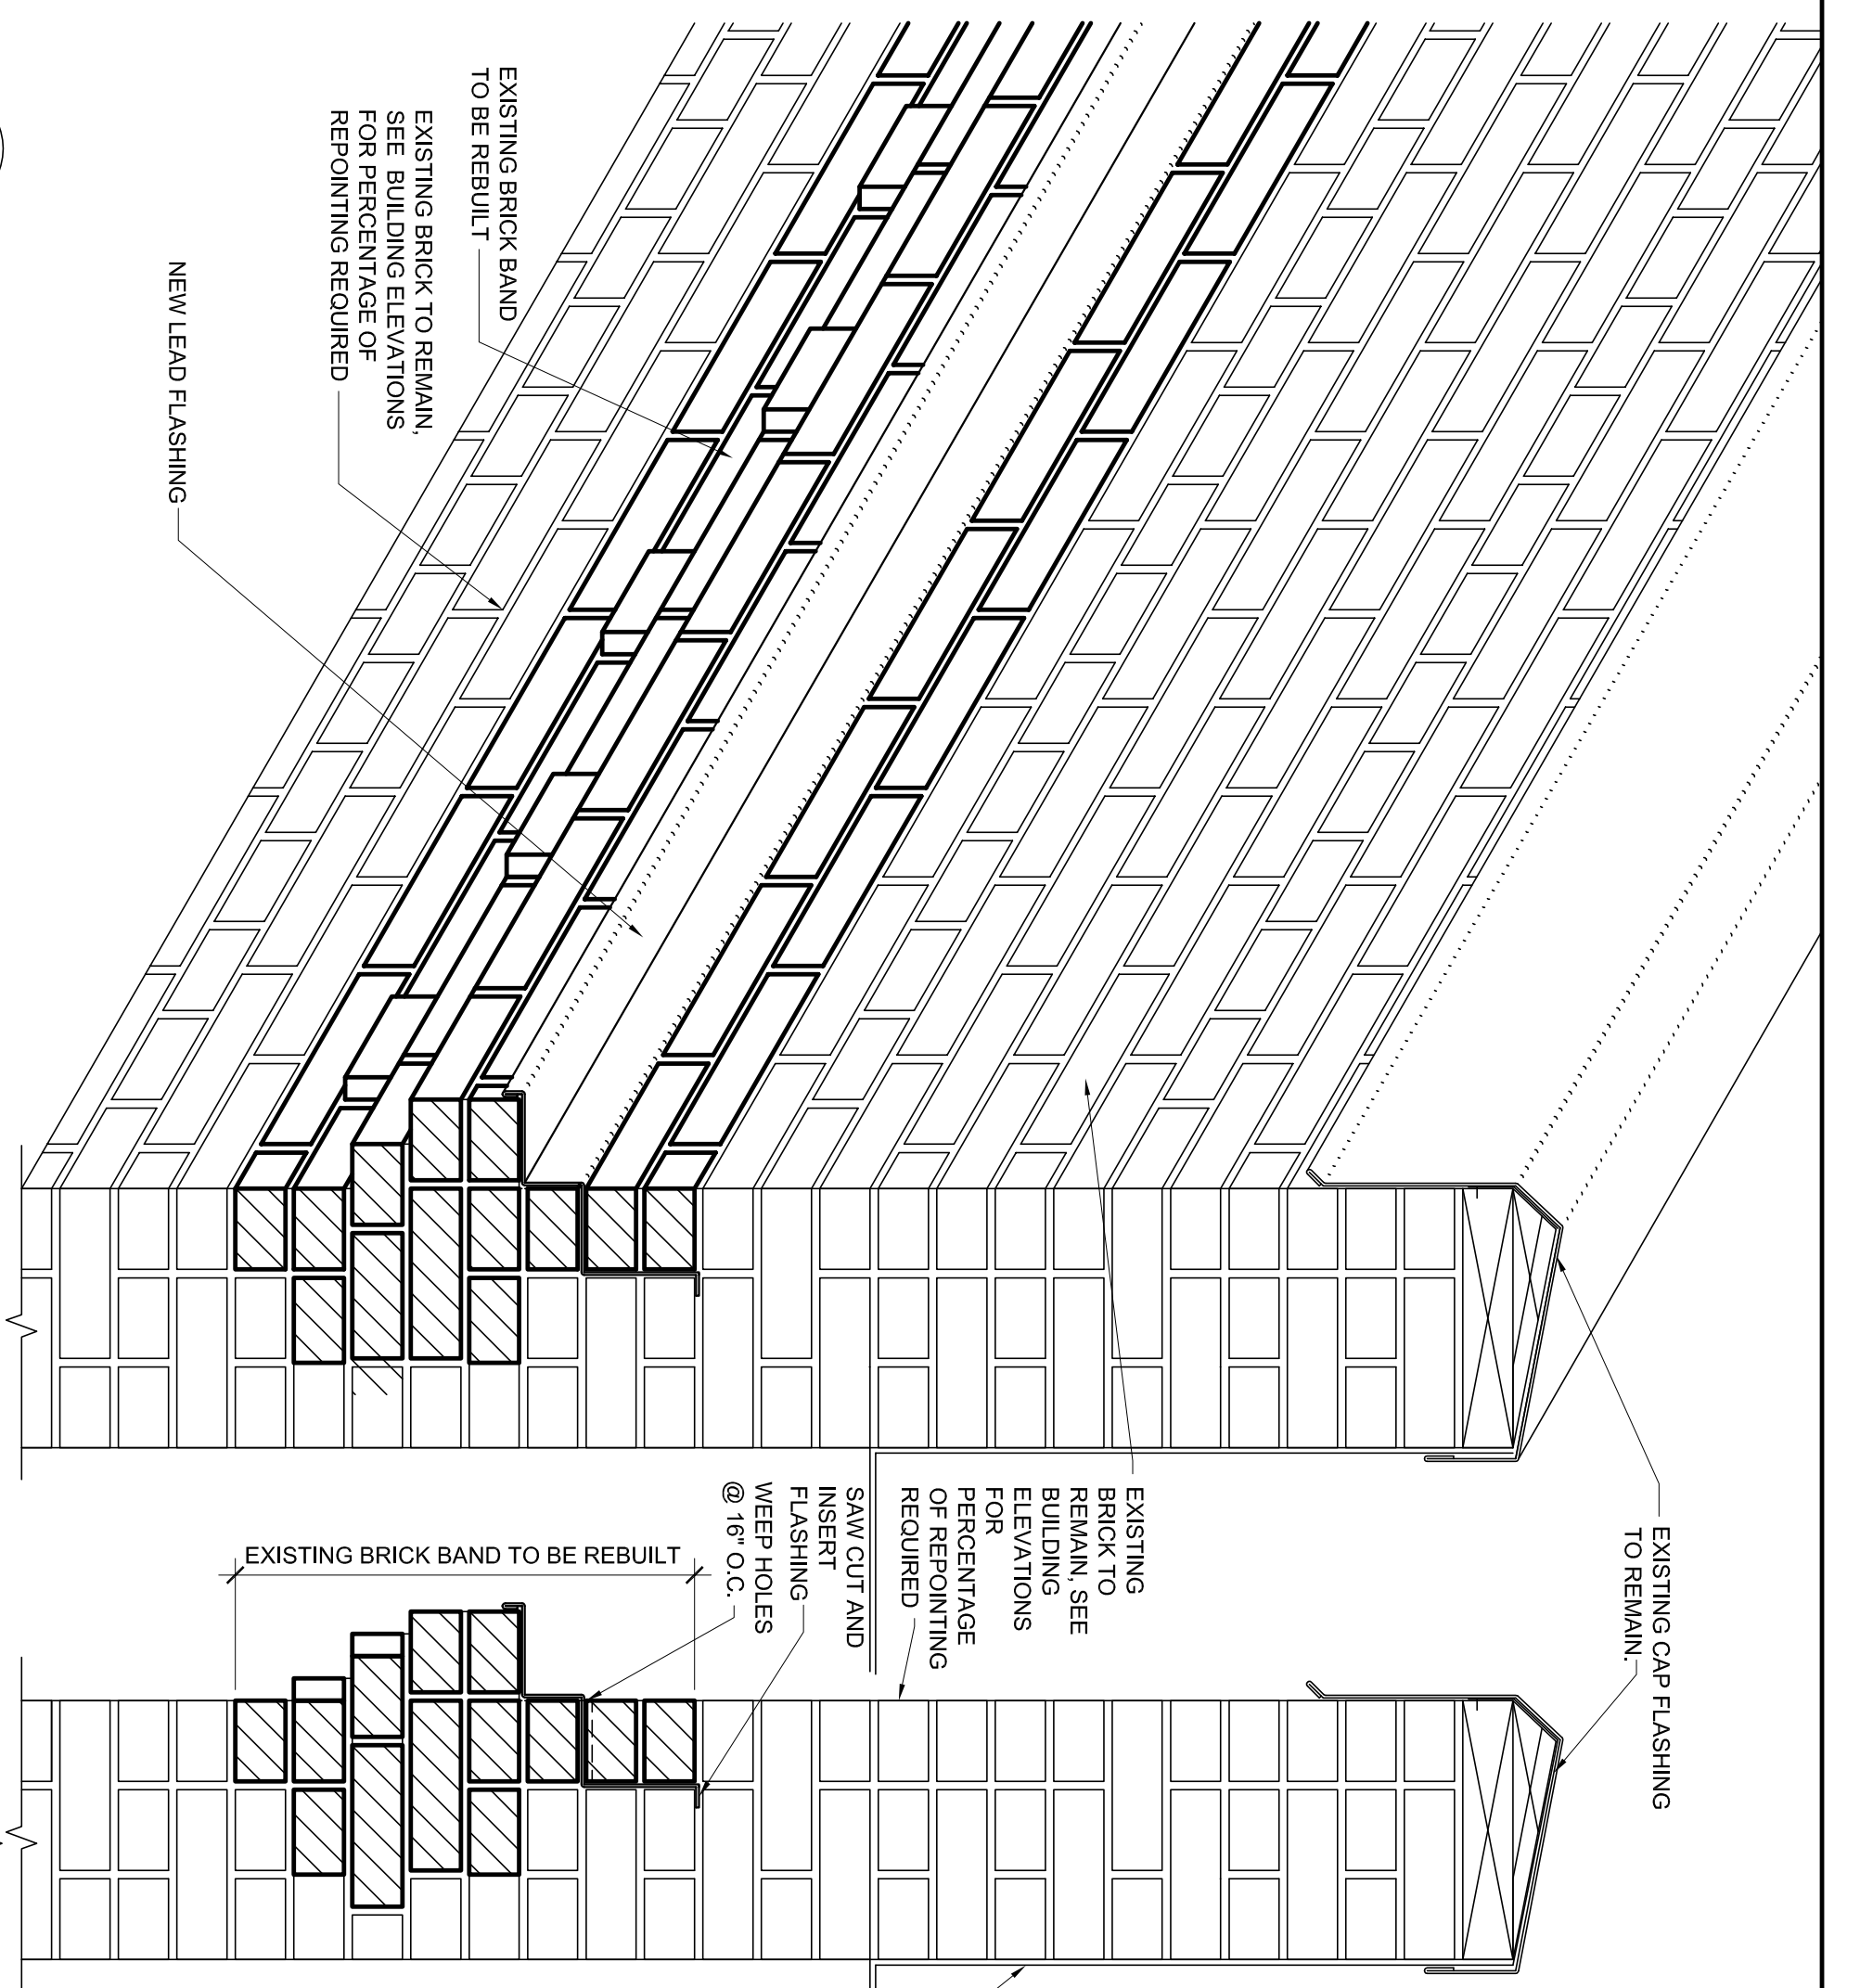 EXISTING CAP FLASHING
TO REMAIN.
EXISTING
BRICK TO
REMAIN, SEE
BUILDING
ELEVATIONS
FOR
PERCENTAGE
OF REPOINTING
REQUIRED
SAW CUT AND
INSERT
FLASHING
WEEP HOLES
@ 16" O.C.
EXISTING BRICK BAND
TO BE REBUILT
EXISTING BRICK TO REMAIN,
SEE BUILDING ELEVATIONS
FOR PERCENTAGE OF
REPOINTING REQUIRED
NEW LEAD FLASHING
EXISTING BRICK BAND TO BE REBUILT